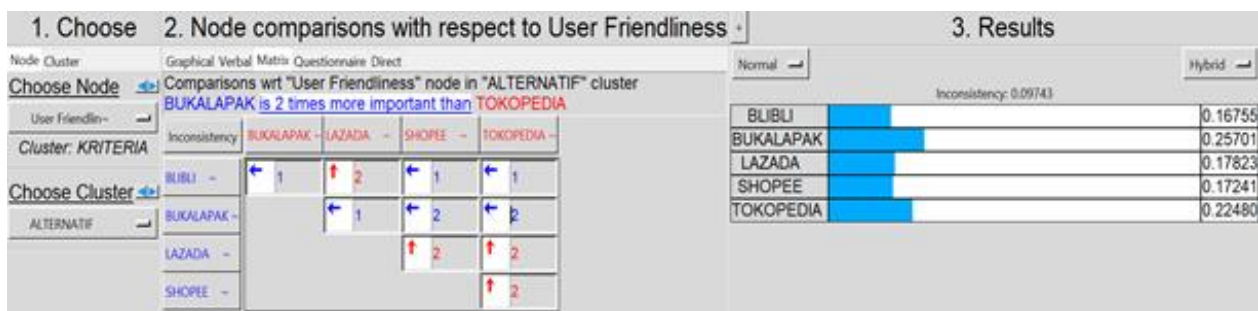 1. Choose
Node Cluster
Choose Node
User Friendlin~
Cluster: KRITERIA
Choose Cluster
ALTERNATIF
2. Node comparisons with respect to User Friendliness
Graphical Verbal Matrix Questionnaire Direct
Comparisons wrt "User Friendliness" node in "ALTERNATIF" cluster
BUKALAPAK is 2 times more important than TOKOPEDIA
Inconsistency BUKALAPAK ~ LAZADA ~ SHOPEE ~ TOKOPEDIA ~
BLIBLI ~ 1 2 1 1
BUKALAPAK ~ 1 2 2
LAZADA ~ 2 2
SHOPEE ~ 2
+
3. Results
Normal Hybrid
Inconsistency: 0.09743
BLIBLI 0.16755
BUKALAPAK 0.25701
LAZADA 0.17823
SHOPEE 0.17241
TOKOPEDIA 0.22480